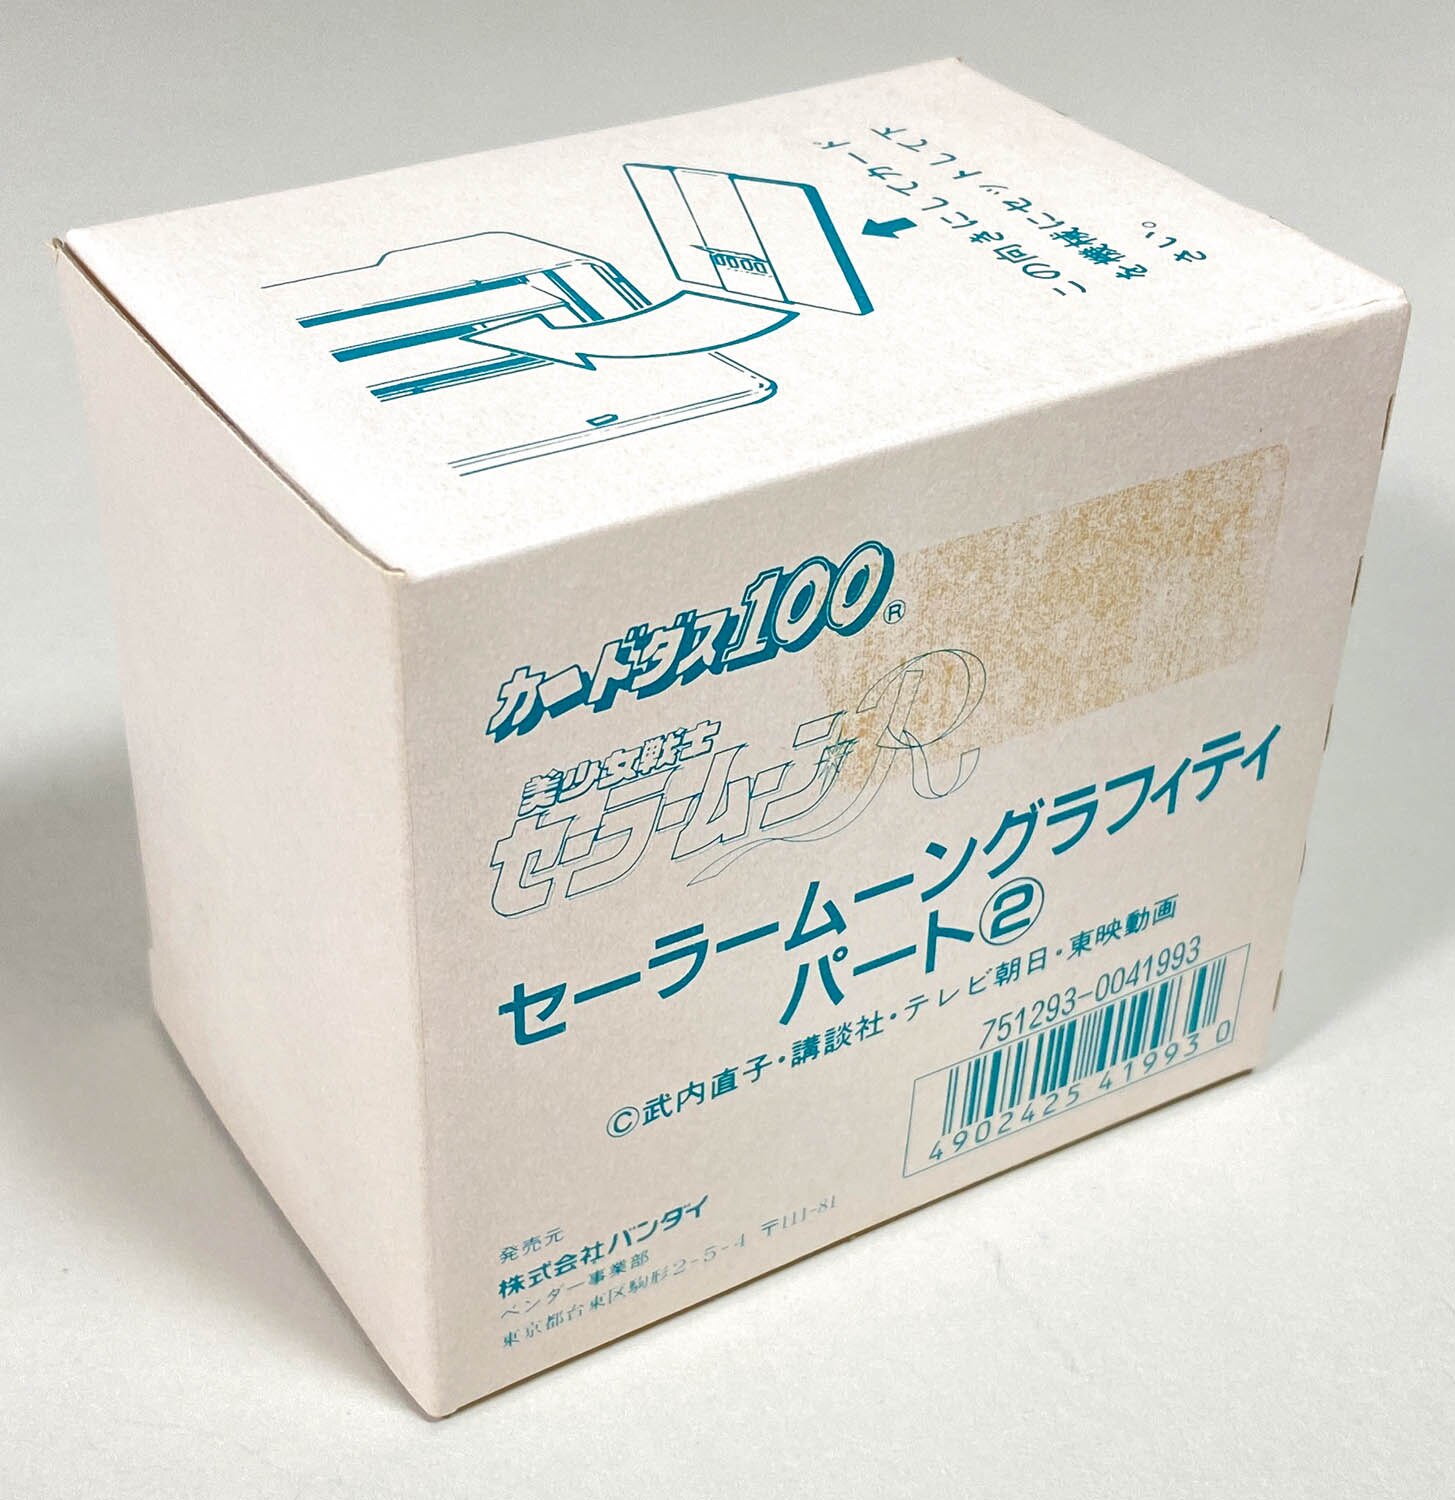 この向きにしてカード
を機械にセットして下
さい。
カードダス100®
美少女戦士
セーラームーンR
セーラームーングラフィティ
パート②
©武内直子・講談社・テレビ朝日・東映動画
751293-0041993
4902425 419930
発売元
株式会社バンダイ
ベンダー事業部
東京都台東区駒形2-5-4 〒111-81